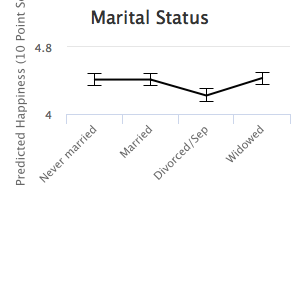 Marital Status
Predicted Happiness (10 Point
4.8
4
Never married
Married
Divorced/Sep
Widowed